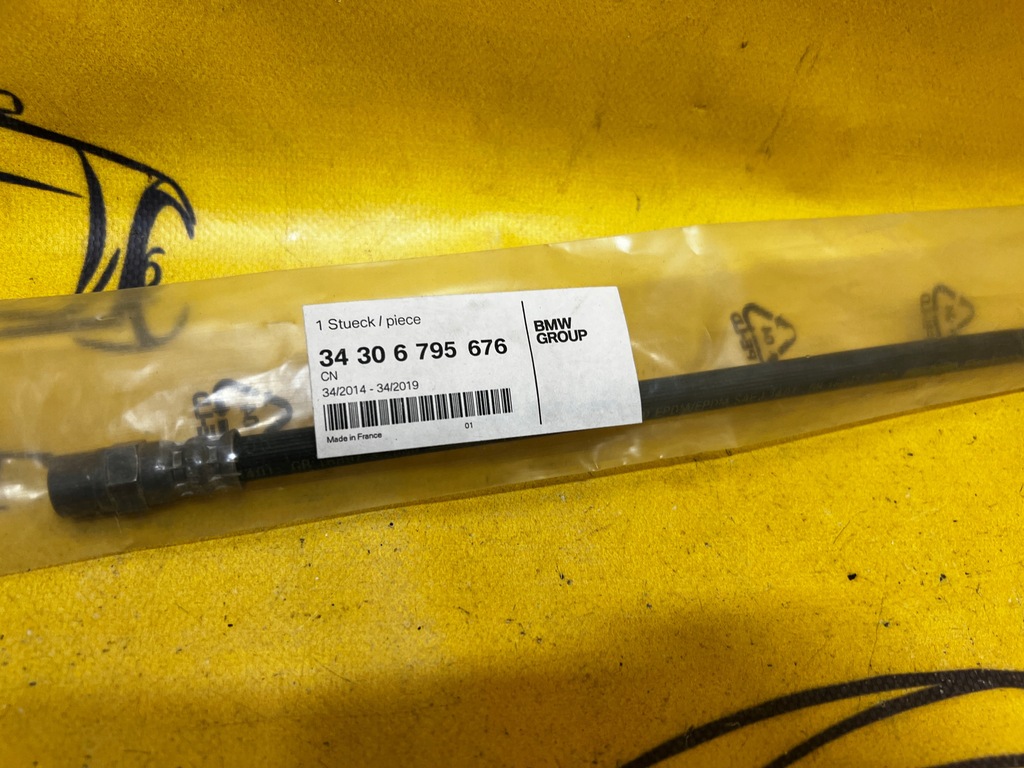 1 Stueck / piece
34 30 6 795 676
CN
34/2014 - 34/2019
01
Made in France
BMW
GROUP